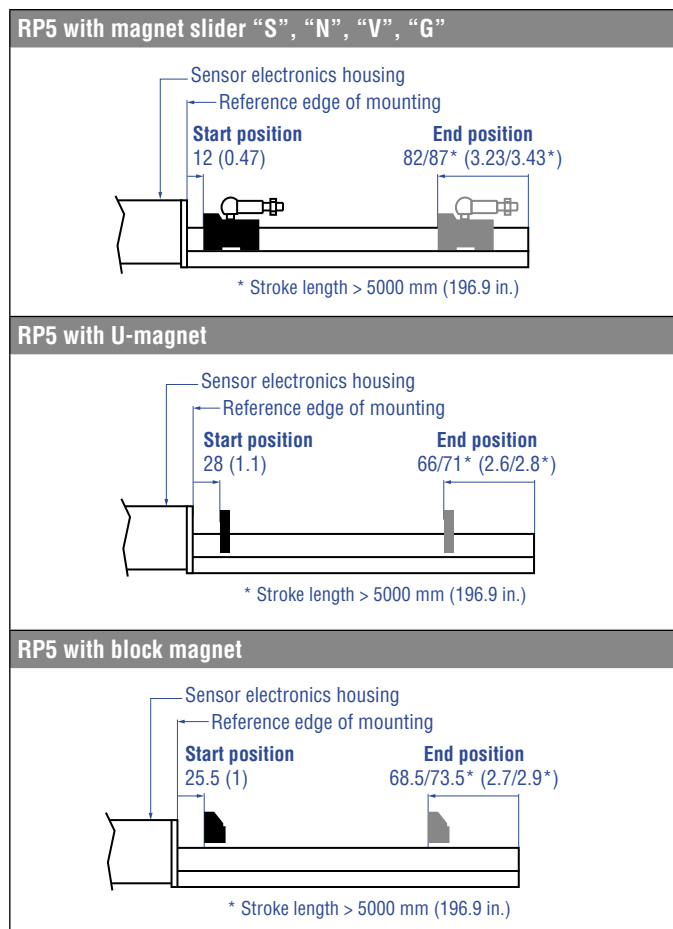 RP5 with magnet slider “S”, “N”, “V”, “G”
Sensor electronics housing
Reference edge of mounting
Start position
12 (0.47)
End position
82/87* (3.23/3.43*)
* Stroke length > 5000 mm (196.9 in.)
RP5 with U-magnet
Sensor electronics housing
Reference edge of mounting
Start position
28 (1.1)
End position
66/71* (2.6/2.8*)
* Stroke length > 5000 mm (196.9 in.)
RP5 with block magnet
Sensor electronics housing
Reference edge of mounting
Start position
25.5 (1)
End position
68.5/73.5* (2.7/2.9*)
* Stroke length > 5000 mm (196.9 in.)